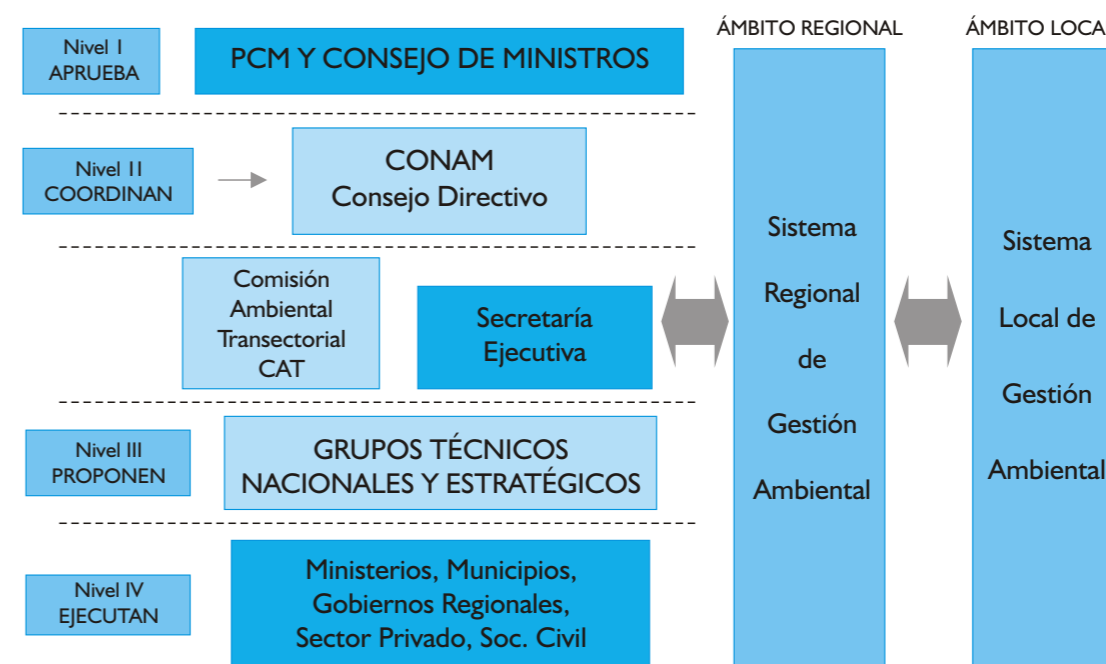 Nivel I
APRUEBA
PCM Y CONSEJO DE MINISTROS
Nivel II
COORDINAN
CONAM
Consejo Directivo
Comisión
Ambiental
Transectorial
CAT
Secretaría
Ejecutiva
Nivel III
PROPONEN
GRUPOS TÉCNICOS
NACIONALES Y ESTRATÉGICOS
Nivel IV
EJECUTAN
Ministerios, Municipios,
Gobiernos Regionales,
Sector Privado, Soc. Civil
ÁMBITO REGIONAL
Sistema
Regional
de
Gestión
Ambiental
ÁMBITO LOCA
Sistema
Local de
Gestión
Ambiental